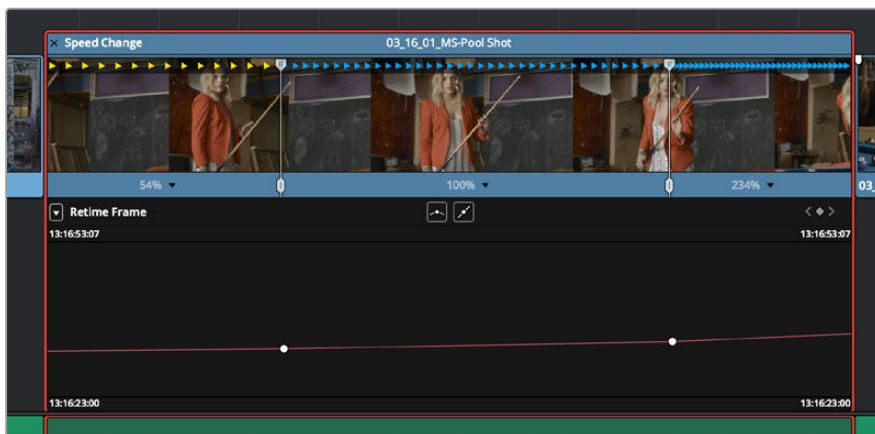 × Speed Change 03_16_01_MS-Pool Shot
54% 100% 234% 03_
Retime Frame
13:16:53:07 13:16:53:07
13:16:23:00 13:16:23:00